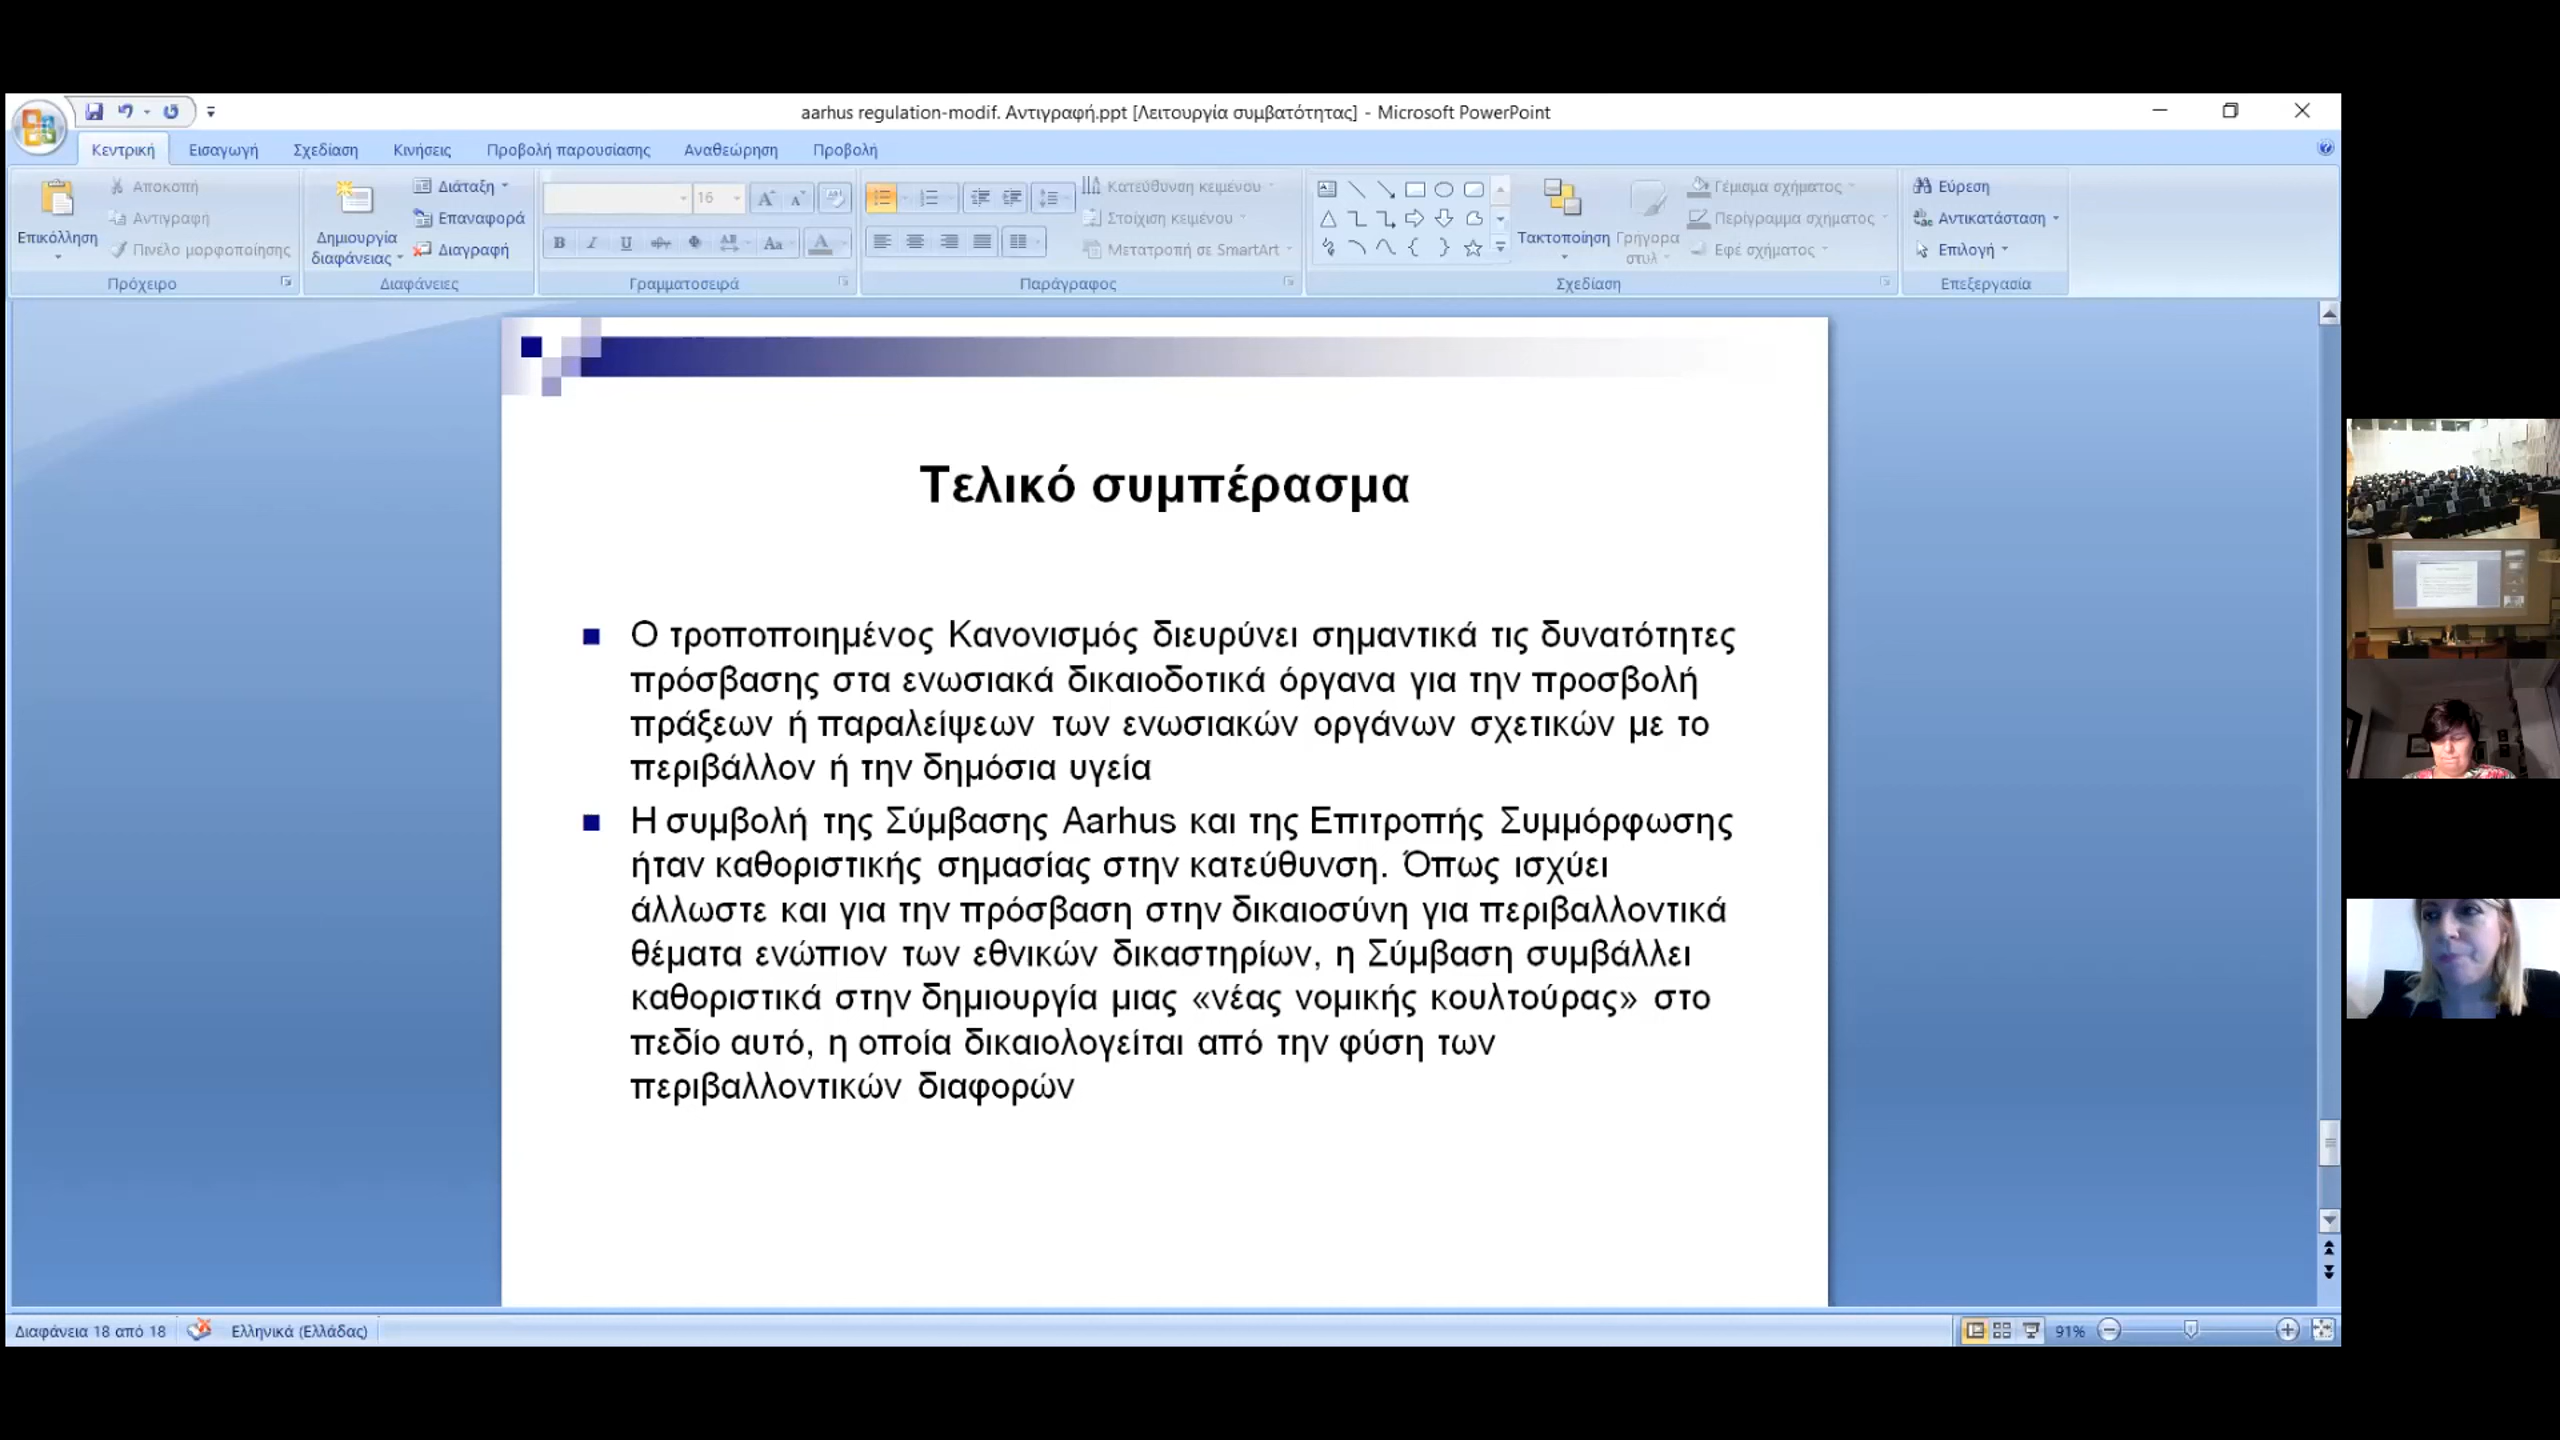 aarhus regulation-modif. Αντιγραφή.ppt [Λειτουργία συμβατότητας] - Microsoft PowerPoint
Κεντρική Εισαγωγή Σχεδίαση Κινήσεις Προβολή παρουσίασης Αναθεώρηση Προβολή
Επικόλληση
Αποκοπή
Αντιγραφή
Πινέλο μορφοποίησης
Πρόχειρο
Δημιουργία
διαφάνειας
Διάταξη
Επαναφορά
Διαγραφή
Διαφάνειες
16
Γραμματοσειρά
Κατεύθυνση κειμένου
Στοίχιση κειμένου
Μετατροπή σε SmartArt
Παράγραφος
Τακτοποίηση
Γρήγορα
στυλ
Γέμισμα σχήματος
Περίγραμμα σχήματος
Εφέ σχήματος
Σχεδίαση
Εύρεση
Αντικατάσταση
Επιλογή
Επεξεργασία
Τελικό συμπέρασμα
Ο τροποποιημένος Κανονισμός διευρύνει σημαντικά τις δυνατότητες
πρόσβασης στα ενωσιακά δικαιοδοτικά όργανα για την προσβολή
πράξεων ή παραλείψεων των ενωσιακών οργάνων σχετικών με το
περιβάλλον ή την δημόσια υγεία
Η συμβολή της Σύμβασης Aarhus και της Επιτροπής Συμμόρφωσης
ήταν καθοριστικής σημασίας στην κατεύθυνση. Όπως ισχύει
άλλωστε και για την πρόσβαση στην δικαιοσύνη για περιβαλλοντικά
θέματα ενώπιον των εθνικών δικαστηρίων, η Σύμβαση συμβάλλει
καθοριστικά στην δημιουργία μιας «νέας νομικής κουλτούρας» στο
πεδίο αυτό, η οποία δικαιολογείται από την φύση των
περιβαλλοντικών διαφορών
Διαφάνεια 18 από 18 Ελληνικά (Ελλάδας) 91%